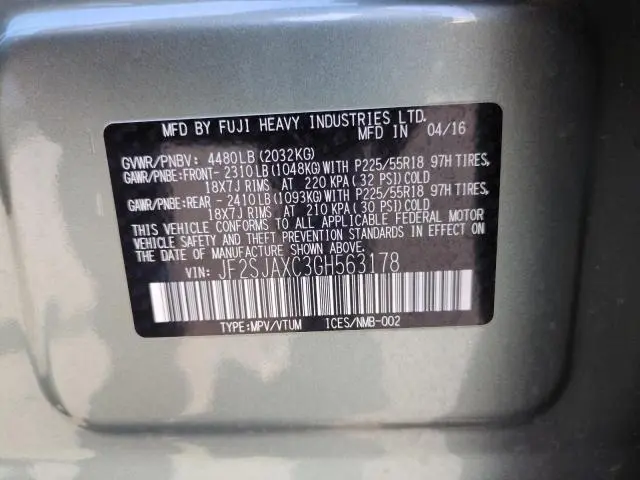 MFD BY FUJI HEAVY INDUSTRIES LTD.
MFD IN 04/16
GVWR/PNBV: 4480LB(2032KG)
GAWR/PNBE:FRONT- 2310LB(1048KG)WITH P225/55R18 97H TIRES,
18X7J RIMS AT 220 KPA(32 PSI)COLD
GAWR/PNBE:REAR - 2410LB(1093KG)WITH P225/55R18 97H TIRES,
18X7J RIMS AT 210 KPA(30 PSI)COLD
THIS VEHICLE CONFORMS TO ALL APPLICABLE FEDERAL MOTOR
VEHICLE SAFETY AND THEFT PREVENTION STANDARDS IN EFFECT ON
THE DATE OF MANUFACTURE SHOWN ABOVE.
VIN: JF2SJAXC3GH563178
TYPE:MPV/VTUM ICES/NMB-002